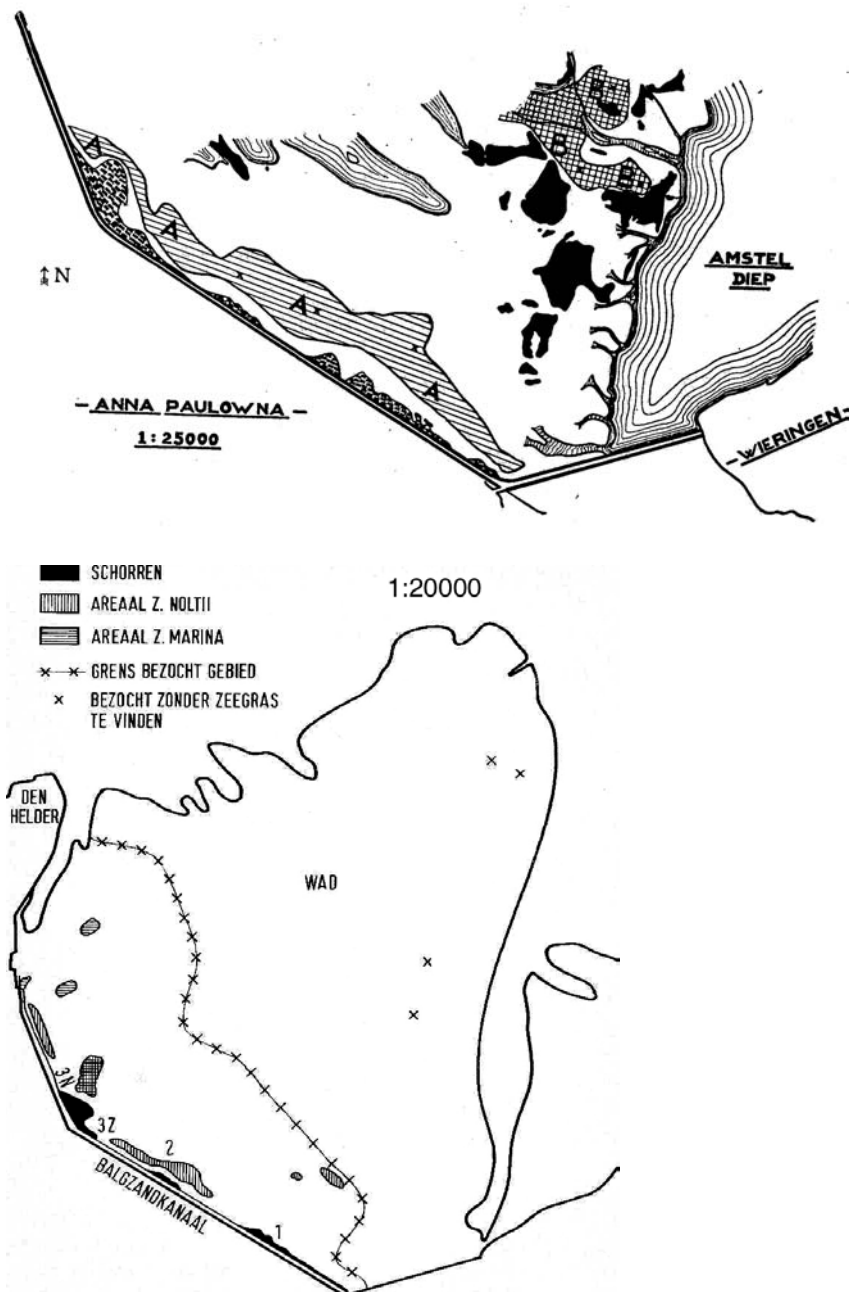 A
A
A
A
N
AMSTEL
DIEP
- ANNA PAULOWNA -
1: 25000
- WIERINGEN -
SCHORREN
AREAAL Z. NOLTII
AREAAL Z. MARINA
GRENS BEZOCHT GEBIED
BEZOCHT ZONDER ZEEGRAS
TE VINDEN
1:20000
DEN
HELDER
WAD
3N
3Z
2
BALGZANDKANAAL
1